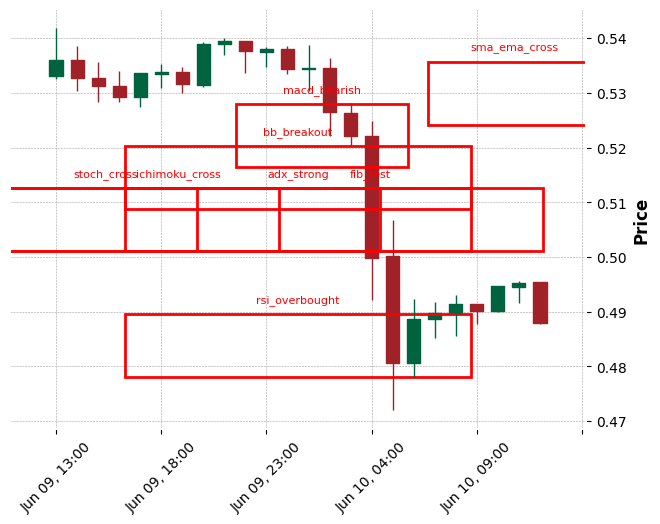 sma_ema_cross
0.54
macd_bearish
0.53
bb_breakout
0.52
stoch_cross
ichimoku_cross
adx_strong
fib_test
0.51
Price
0.50
rsi_overbought
0.49
0.48
0.47
Jun 09, 13:00
Jun 09, 18:00
Jun 09, 23:00
Jun 10, 04:00
Jun 10, 09:00